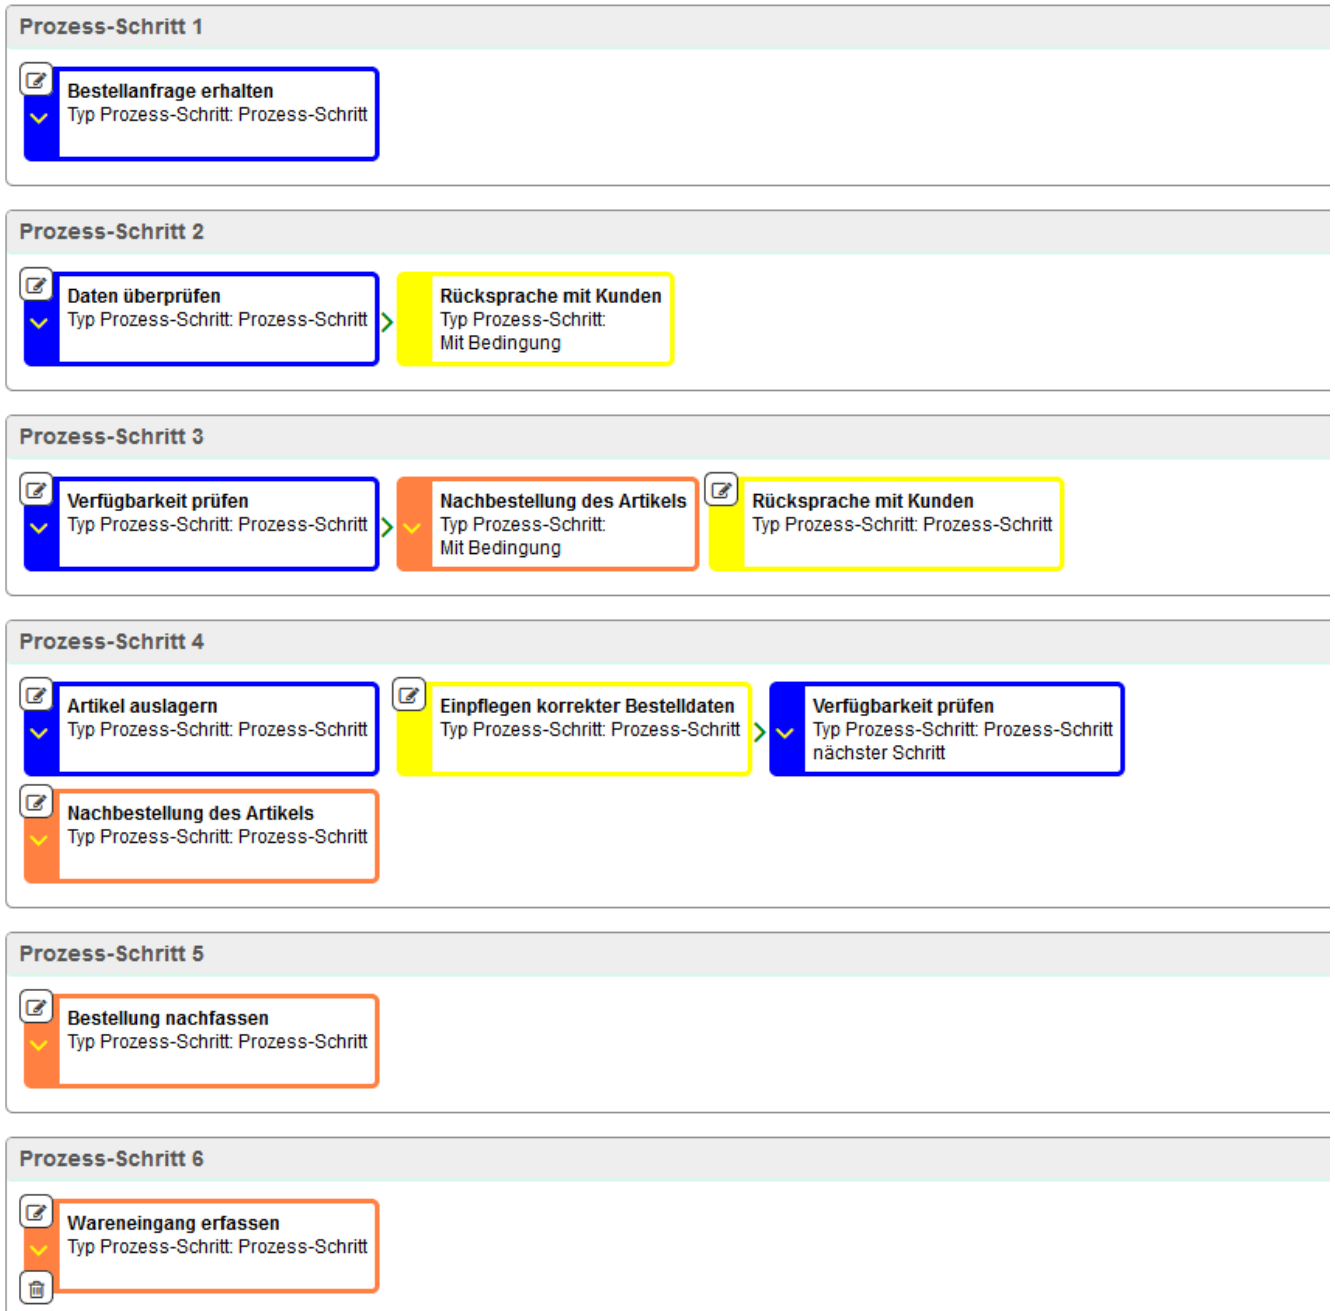 Prozess-Schritt 1
Bestellanfrage erhalten
Typ Prozess-Schritt: Prozess-Schritt
Prozess-Schritt 2
Daten überprüfen
Typ Prozess-Schritt: Prozess-Schritt
Rücksprache mit Kunden
Typ Prozess-Schritt:
Mit Bedingung
Prozess-Schritt 3
Verfügbarkeit prüfen
Typ Prozess-Schritt: Prozess-Schritt
Nachbestellung des Artikels
Typ Prozess-Schritt:
Mit Bedingung
Rücksprache mit Kunden
Typ Prozess-Schritt: Prozess-Schritt
Prozess-Schritt 4
Artikel auslagern
Typ Prozess-Schritt: Prozess-Schritt
Einpflegen korrekter Bestelldaten
Typ Prozess-Schritt: Prozess-Schritt
Verfügbarkeit prüfen
Typ Prozess-Schritt: Prozess-Schritt
nächster Schritt
Nachbestellung des Artikels
Typ Prozess-Schritt: Prozess-Schritt
Prozess-Schritt 5
Bestellung nachfassen
Typ Prozess-Schritt: Prozess-Schritt
Prozess-Schritt 6
Wareneingang erfassen
Typ Prozess-Schritt: Prozess-Schritt